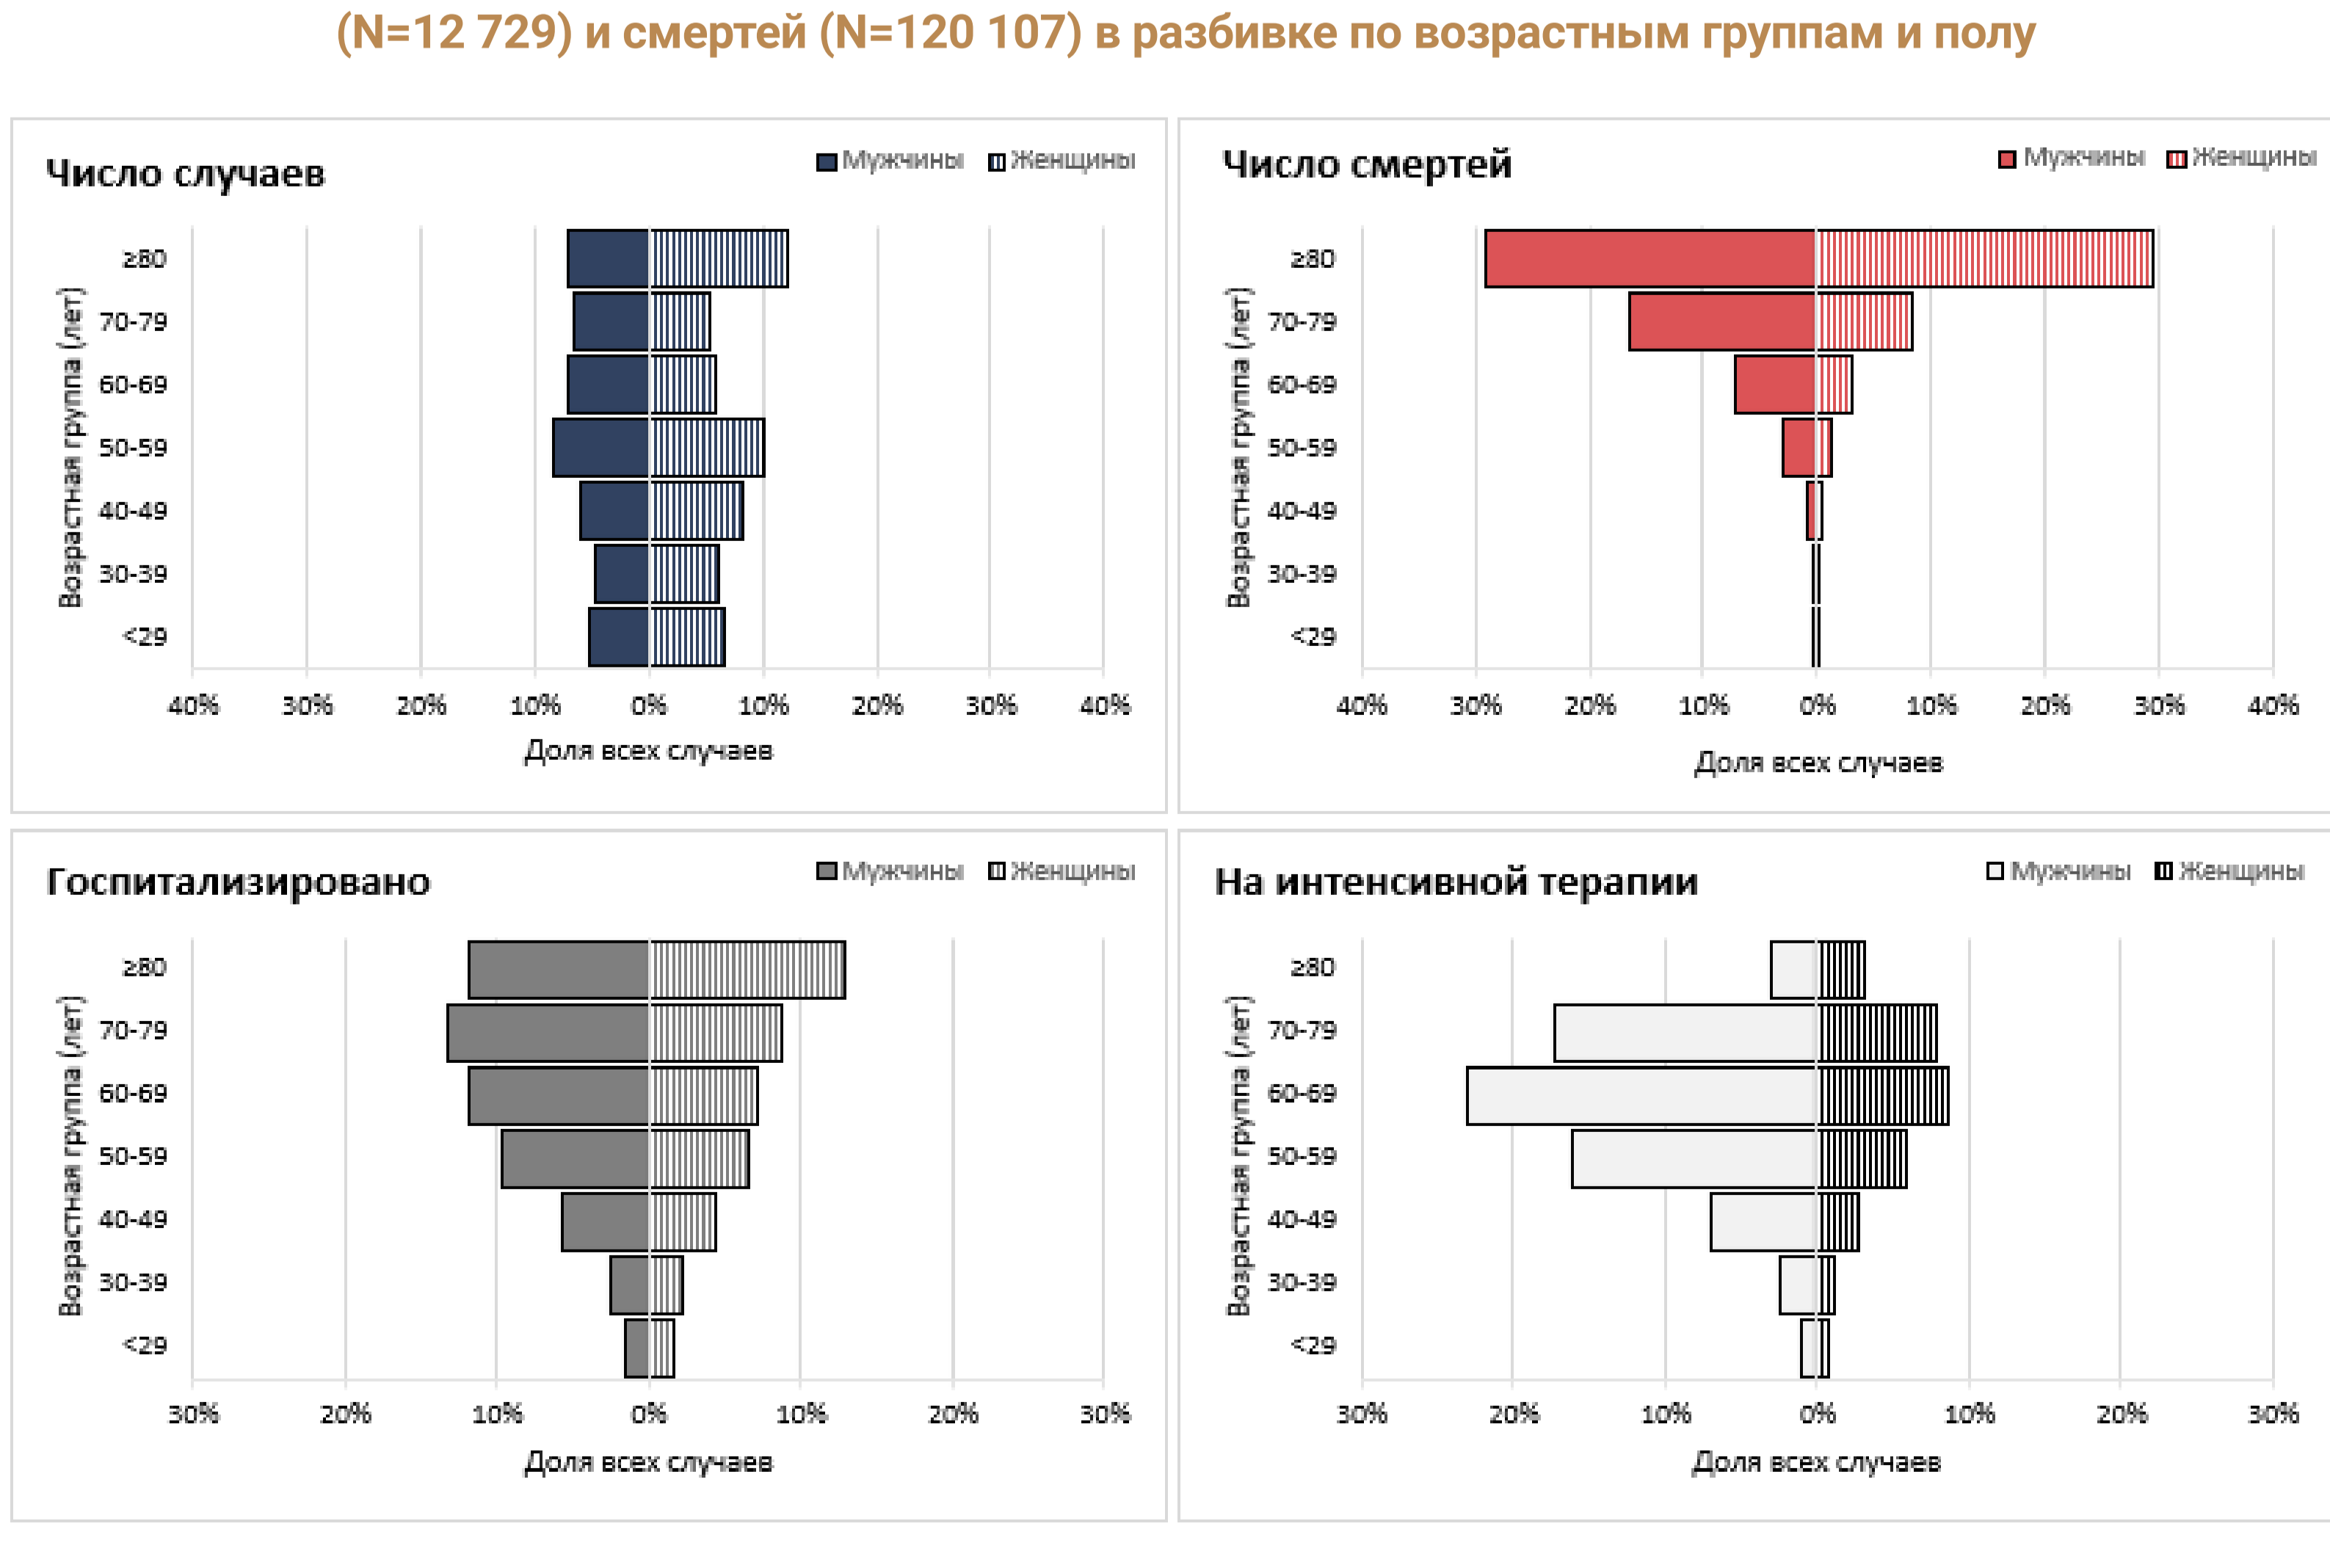 (N=12 729) и смертей (N=120 107) в разбивке по возрастным группам и полу
Число случаев
Мужчины Женщины
Возрастная группа (лет)
≥80
70-79
60-69
50-59
40-49
30-39
<29
40% 30% 20% 10% 0% 10% 20% 30% 40%
Доля всех случаев
Число смертей
Мужчины Женщины
Возрастная группа (лет)
≥80
70-79
60-69
50-59
40-49
30-39
<29
40% 30% 20% 10% 0% 10% 20% 30% 40%
Доля всех случаев
Госпитализировано
Мужчины Женщины
Возрастная группа (лет)
≥80
70-79
60-69
50-59
40-49
30-39
<29
30% 20% 10% 0% 10% 20% 30%
Доля всех случаев
На интенсивной терапии
Мужчины Женщины
Возрастная группа (лет)
≥80
70-79
60-69
50-59
40-49
30-39
<29
30% 20% 10% 0% 10% 20% 30%
Доля всех случаев